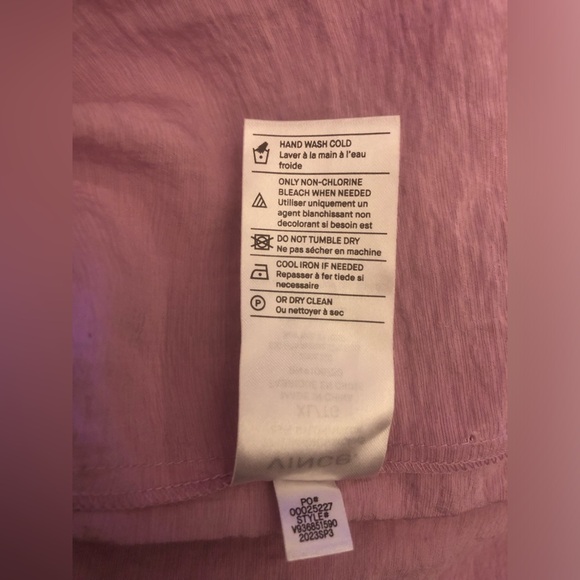 HAND WASH COLD
Laver à la main à l'eau
froide
ONLY NON-CHLORINE
BLEACH WHEN NEEDED
Utiliser uniquement un
agent blanchissant non
decolorant si besoin est
DO NOT TUMBLE DRY
Ne pas sécher en machine
COOL IRON IF NEEDED
Repasser à fer tiede si
necessaire
P
OR DRY CLEAN
Ou nettoyer à sec
VINCE
PO#
00025227
STYLE#
V936851590
2023SP3